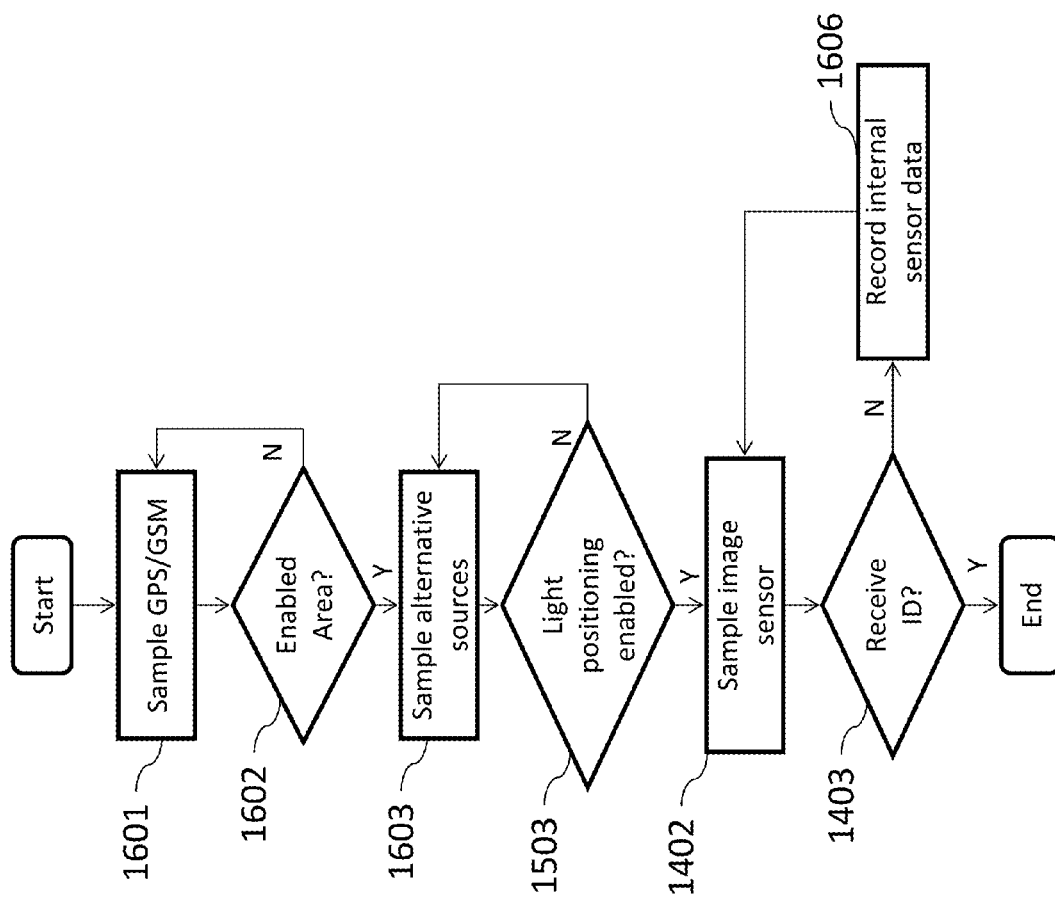 Start
Sample GPS/GSM
1601
Enabled
Area?
1602
N
Y
Sample alternative
sources
1603
Light
positioning
enabled?
1503
N
Y
Sample image
sensor
1402
Receive
ID?
1403
N
Record internal
sensor data
1606
Y
End